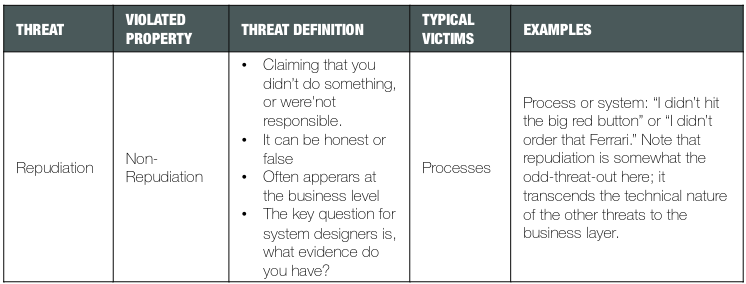 THREAT
VIOLATED
PROPERTY
THREAT DEFINITION
TYPICAL
VICTIMS
EXAMPLES
Repudiation
Non-
Repudiation
• Claiming that you
didn't do something,
or were'not
responsible.
• It can be honest or
false
• Often apperars at
the business level
• The key question for
system designers is,
what evidence do
you have?
Processes
Process or system: “I didn't hit
the big red button” or “I didn't
order that Ferrari.” Note that
repudiation is somewhat the
odd-threat-out here; it
transcends the technical nature
of the other threats to the
business layer.